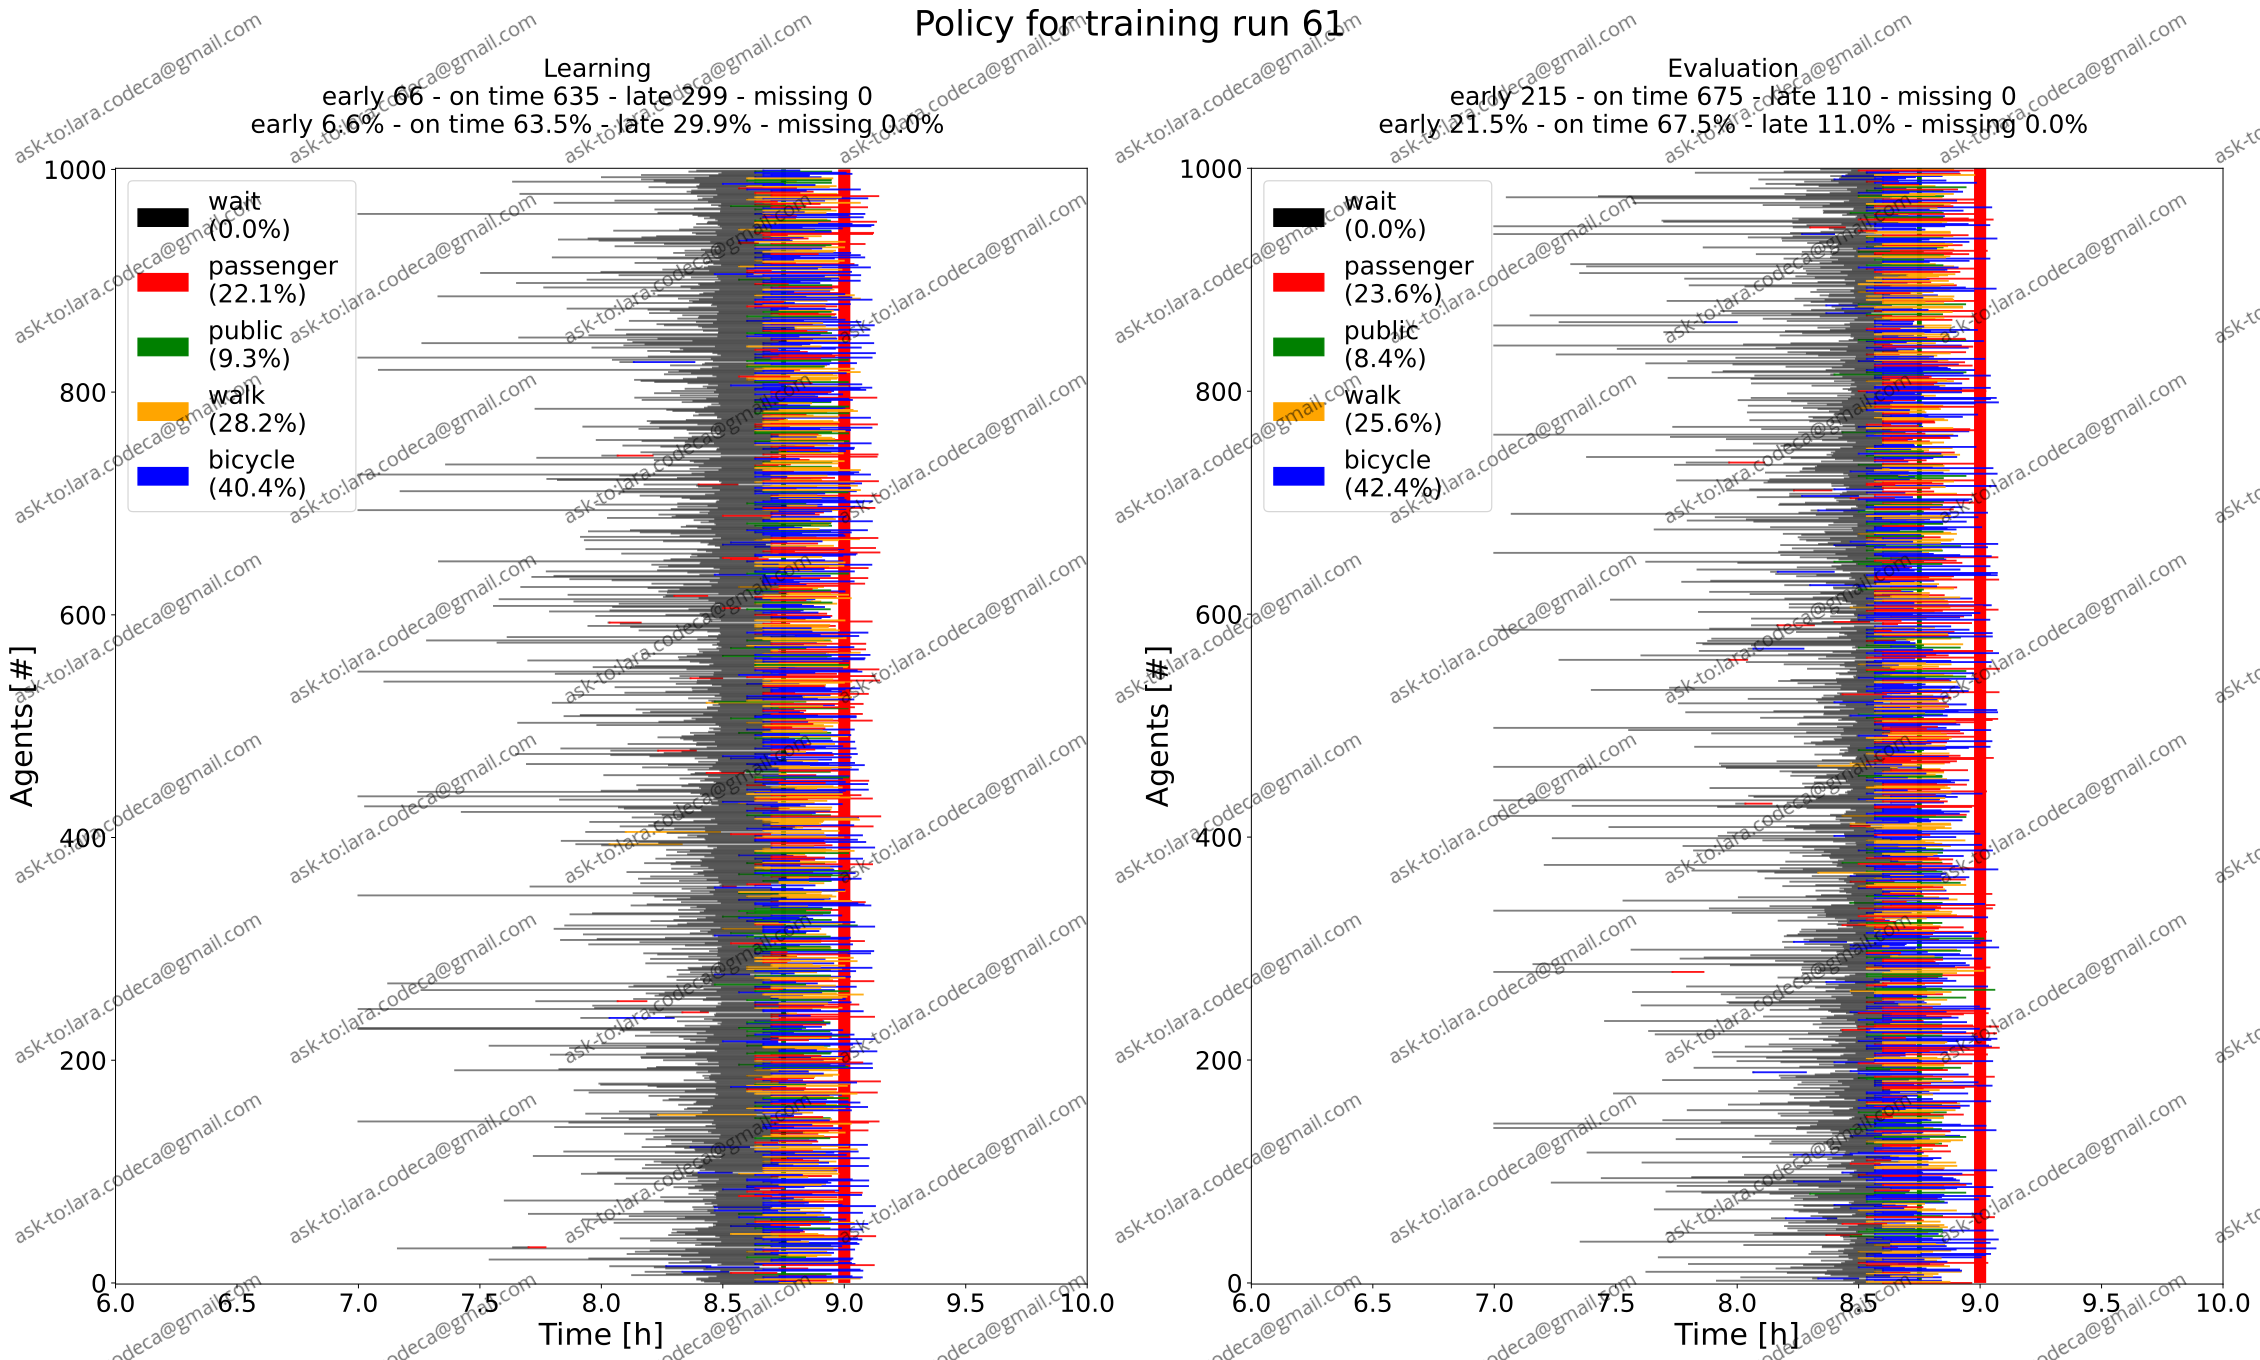 Policy for training run 61
Learning
early 66 - on time 635 - late 299 - missing 0
early 6.6% - on time 63.5% - late 29.9% - missing 0.0%
1000
800
600
400
200
0
Agents [#]
wait
(0.0%)
passenger
(22.1%)
public
(9.3%)
walk
(28.2%)
bicycle
(40.4%)
6.0 6.5 7.0 7.5 8.0 8.5 9.0 9.5 10.0
Time [h]
Evaluation
early 215 - on time 675 - late 110 - missing 0
early 21.5% - on time 67.5% - late 11.0% - missing 0.0%
1000
800
600
400
200
0
Agents [#]
wait
(0.0%)
passenger
(23.6%)
public
(8.4%)
walk
(25.6%)
bicycle
(42.4%)
6.0 6.5 7.0 7.5 8.0 8.5 9.0 9.5 10.0
Time [h]
ask-to:lara.codeca@gmail.com